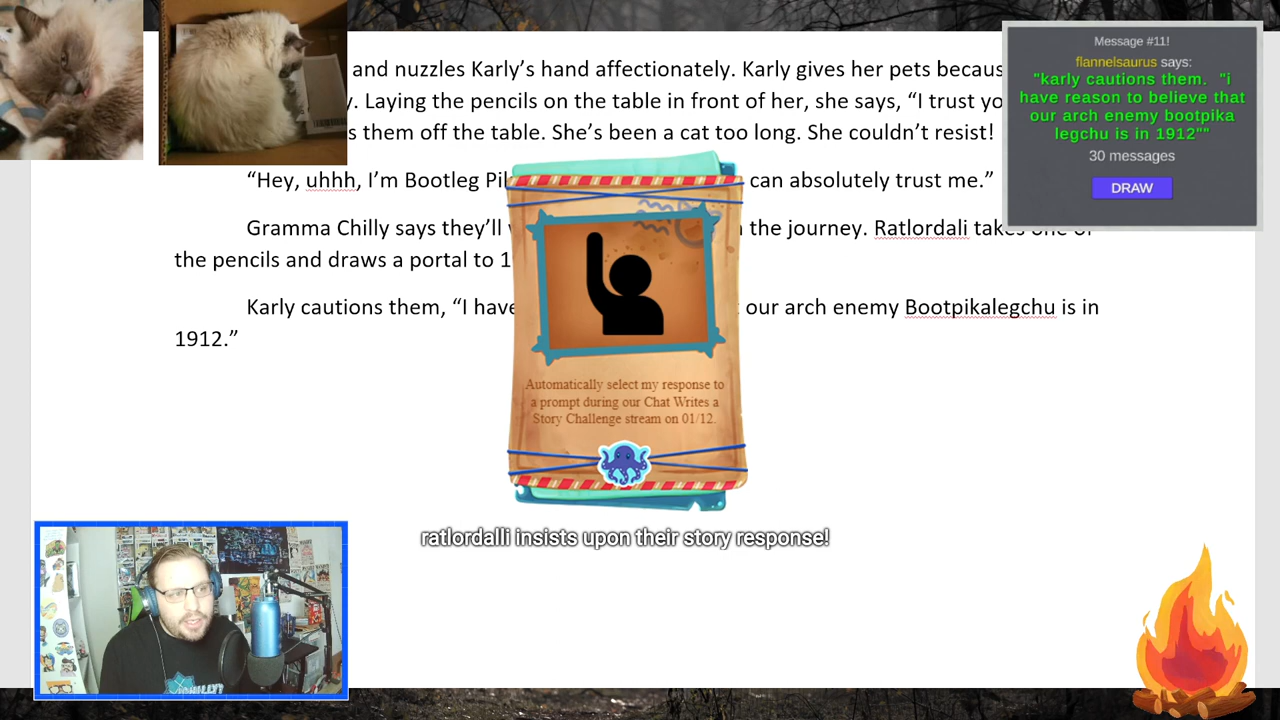 and nuzzles Karly’s hand affectionately. Karly gives her pets becaus
y. Laying the pencils on the table in front of her, she says, “I trust yo
s them off the table. She’s been a cat too long. She couldn’t resist!
“Hey, uhhh, I’m Bootleg Pi can absolutely trust me.”
Gramma Chilly says they’ll the journey. Ratlordali takes one of
the pencils and draws a portal to 1
Karly cautions them, “I have our arch enemy Bootpikalegchu is in
1912.”
Message #11!
flannelsaurus says:
"karly cautions them. "i
have reason to believe that
our arch enemy bootpika
legchu is in 1912""
30 messages
DRAW
Automatically select my response to
a prompt during our Chat Writes a
Story Challenge stream on 01/12.
ratlordalli insists upon their story response!